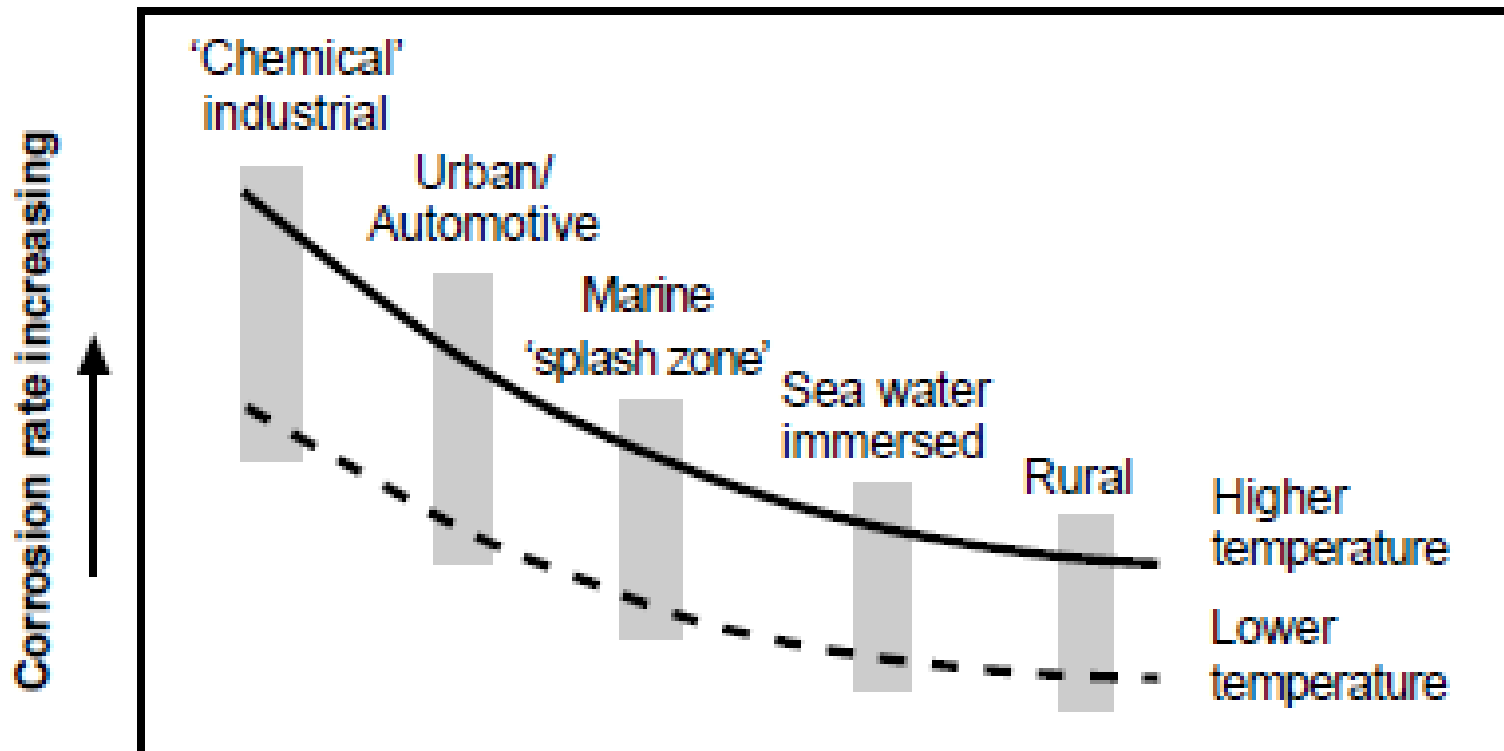 ‘Chemical’
industrial
Urban/
Automotive
Marine
‘splash zone’
Sea water
immersed
Rural
Higher
temperature
Lower
temperature
Corrosion rate increasing